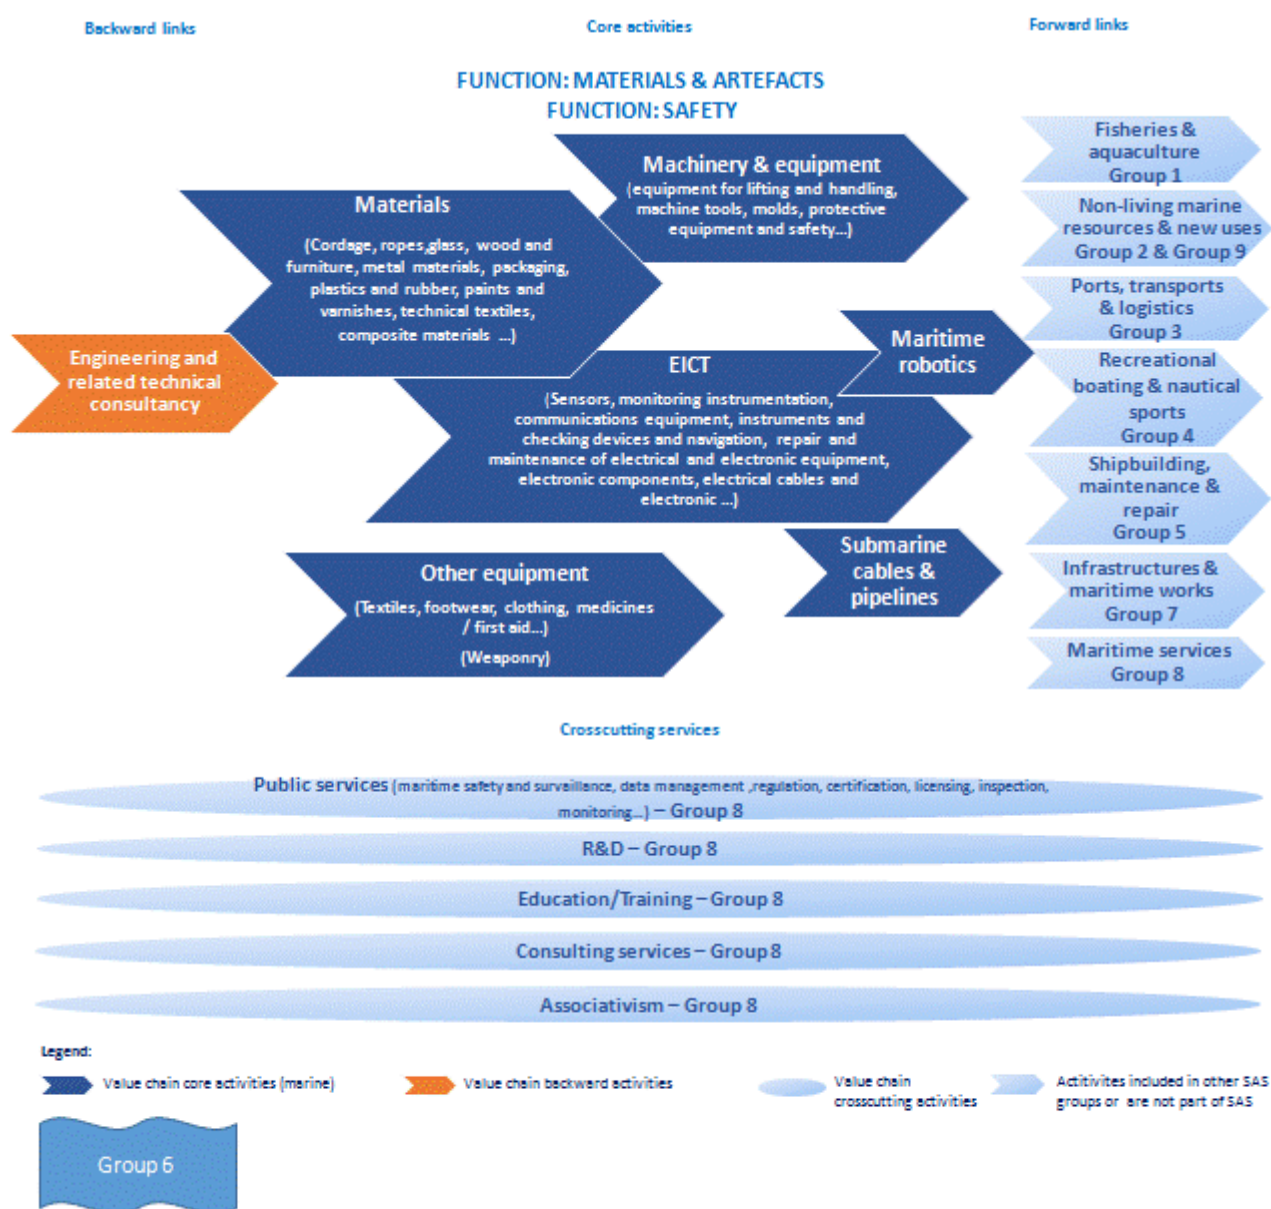 Backward links
Core activities
Forward links
FUNCTION: MATERIALS & ARTEFACTS
FUNCTION: SAFETY
Engineering and
related technical
consultancy
Materials
(Cordage, ropes,glass, wood and
furniture, metal materials, packaging,
plastics and rubber, paints and
varnishes, technical textiles,
composite materials ...)
Machinery & equipment
(equipment for lifting and handling,
machine tools, molds, protective
equipment and safety...)
EICT
(Sensors, monitoring instrumentation,
communications equipment, instruments and
checking devices and navigation, repair and
maintenance of electrical and electronic equipment,
electronic components, electrical cables and
electronic ...)
Maritime
robotics
Other equipment
(Textiles, footwear, clothing, medicines
/ first aid...)
(Weaponry)
Submarine
cables &
pipelines
Fisheries &
aquaculture
Group 1
Non-living marine
resources & new uses
Group 2 & Group 9
Ports, transports
& logistics
Group 3
Recreational
boating & nautical
sports
Group 4
Shipbuilding,
maintenance &
repair
Group 5
Infrastructures &
maritime works
Group 7
Maritime services
Group 8
Crosscutting services
Public services (maritime safety and survaillance, data management ,regulation, certification, licensing, inspection,
monitoring...) – Group 8
R&D – Group 8
Education/Training – Group 8
Consulting services – Group 8
Associativism – Group 8
Legend:
Value chain core activities (marine)
Value chain backward activities
Value chain
crosscutting activities
Actitivites included in other SAS
groups or are not part of SAS
Group 6